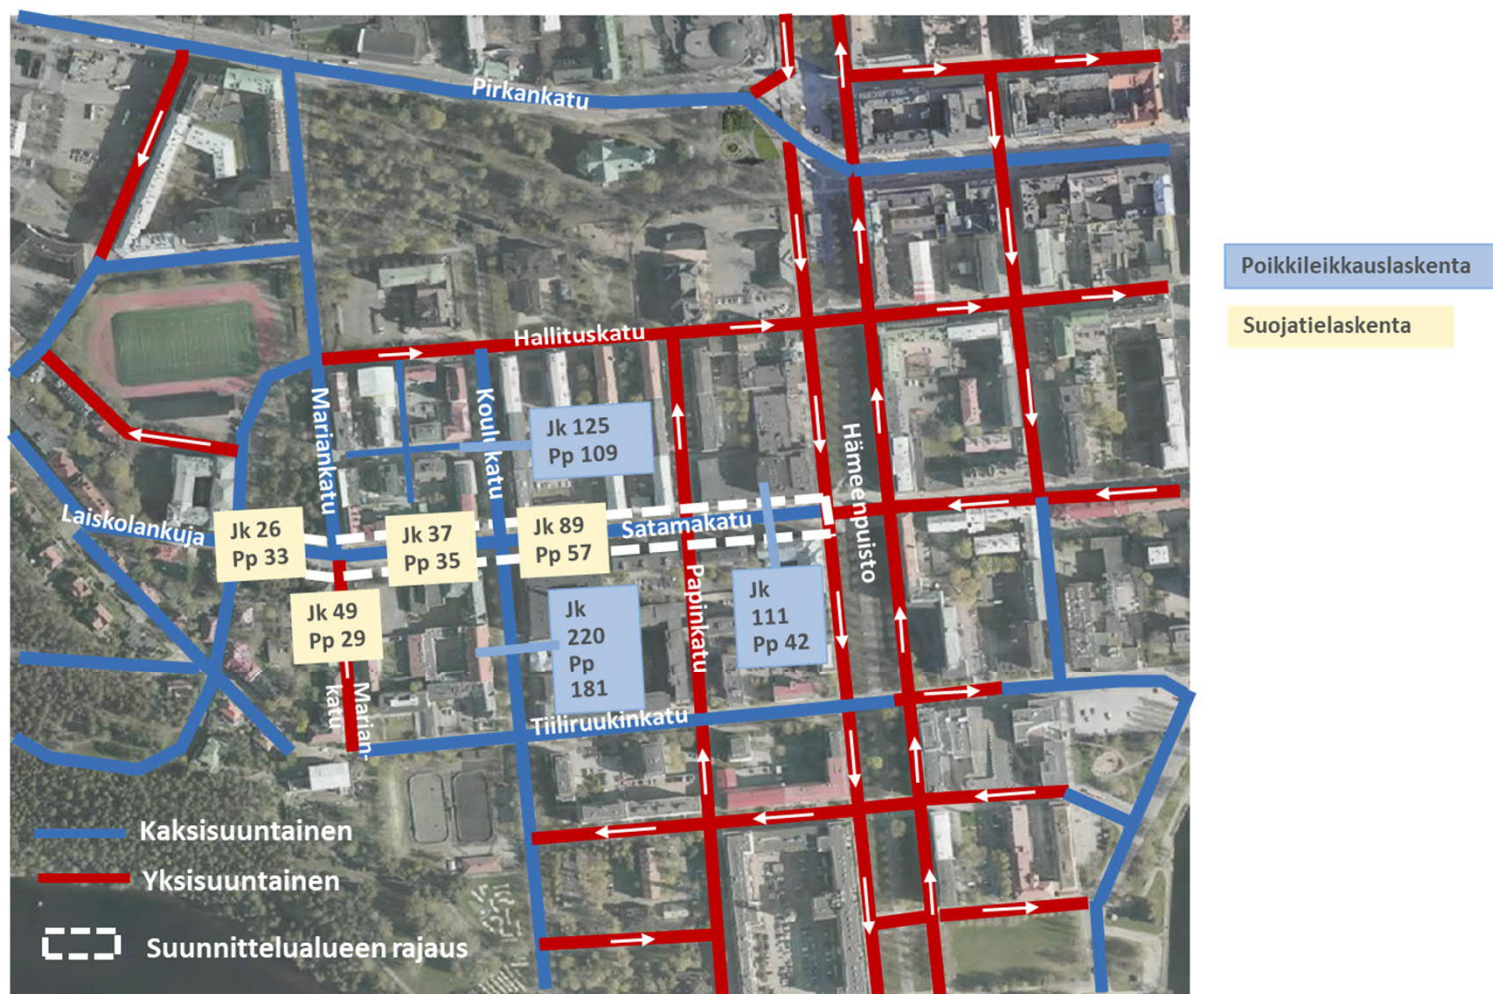 Pirkankatu
Poikkileikkauslaskenta
Suojatielaskenta
Hallituskatu
Mariankatu
Koulukatu
Jk 125
Pp 109
Hämeenpuisto
Laiskolankuja
Jk 26
Pp 33
Jk 37
Pp 35
Jk 89
Pp 57
Satamakatu
Jk 49
Pp 29
Jk
220
Pp
181
Papinkatu
Jk
111
Pp 42
Marian-
katu
Tiiliruukinkatu
Kaksisuuntainen
Yksisuuntainen
Suunnittelualueen rajaus